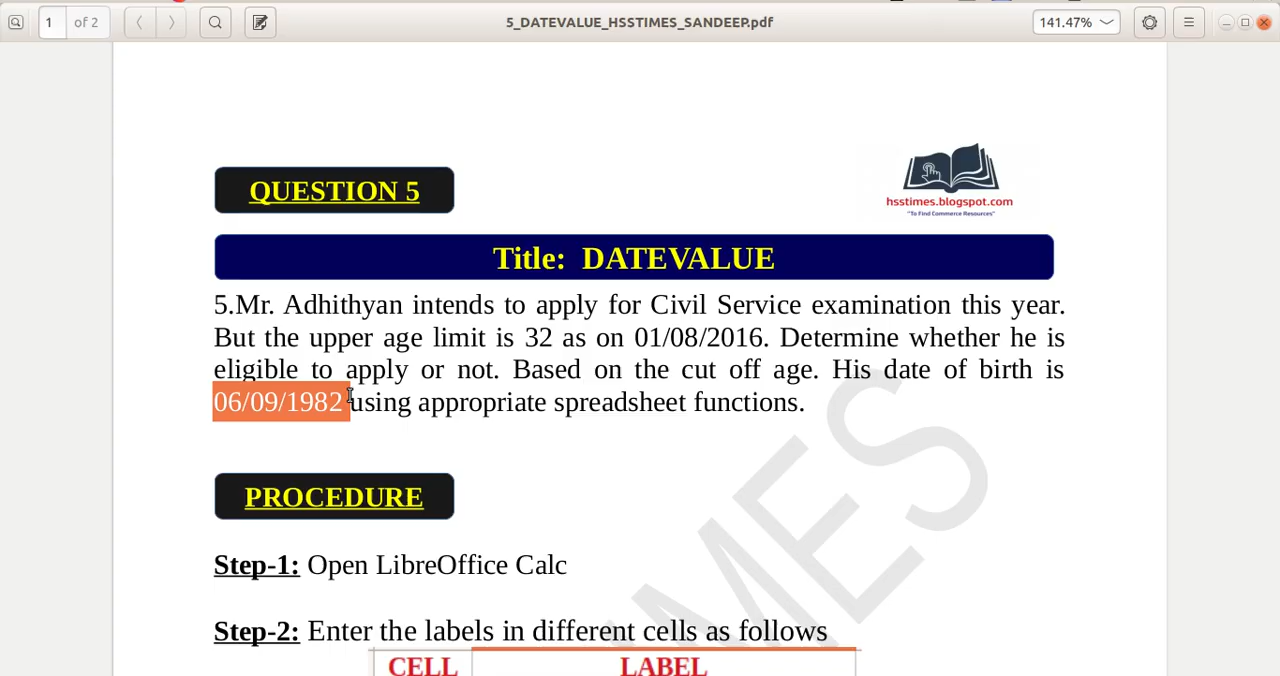 1 of 2
5_DATEVALUE_HSSTIMES_SANDEEP.pdf
141.47%
hsstimes.blogspot.com
"To Find Commerce Resources"
QUESTION 5
Title: DATEVALUE
5.Mr. Adhithyan intends to apply for Civil Service examination this year.
But the upper age limit is 32 as on 01/08/2016. Determine whether he is
eligible to apply or not. Based on the cut off age. His date of birth is
06/09/1982 using appropriate spreadsheet functions.
PROCEDURE
Step-1: Open LibreOffice Calc
Step-2: Enter the labels in different cells as follows
CELL LABEL